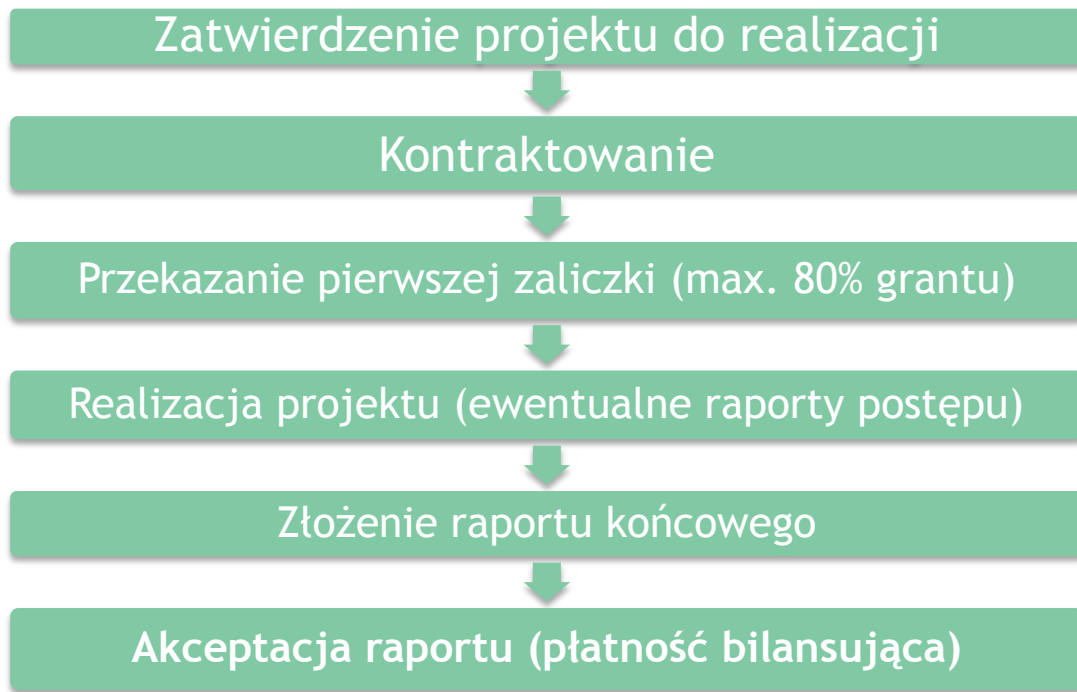 Zatwierdzenie projektu do realizacji
Kontraktowanie
Przekazanie pierwszej zaliczki (max. 80% grantu)
Realizacja projektu (ewentualne raporty postępu)
Złożenie raportu końcowego
Akceptacja raportu (płatność bilansująca)